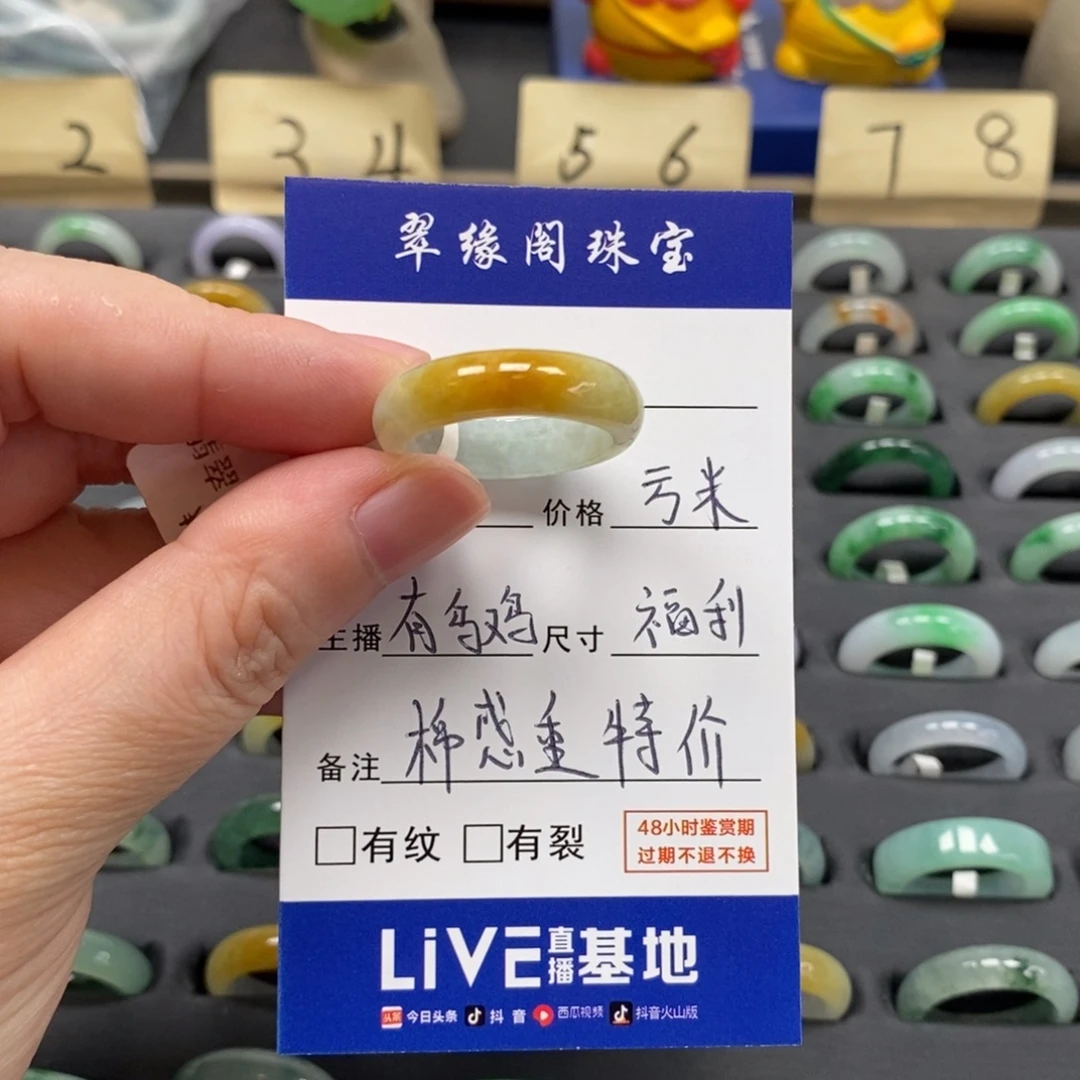 2
3 4
5 6
7 8
翠缘阁珠宝
价格 亏米
主播 有乌鸡 尺寸 福利
备注 棉感重 特价
有纹 有裂
48小时鉴赏期
过期不退不换
LiVE直播基地
头条 今日头条 抖音 西瓜视频 抖音火山版